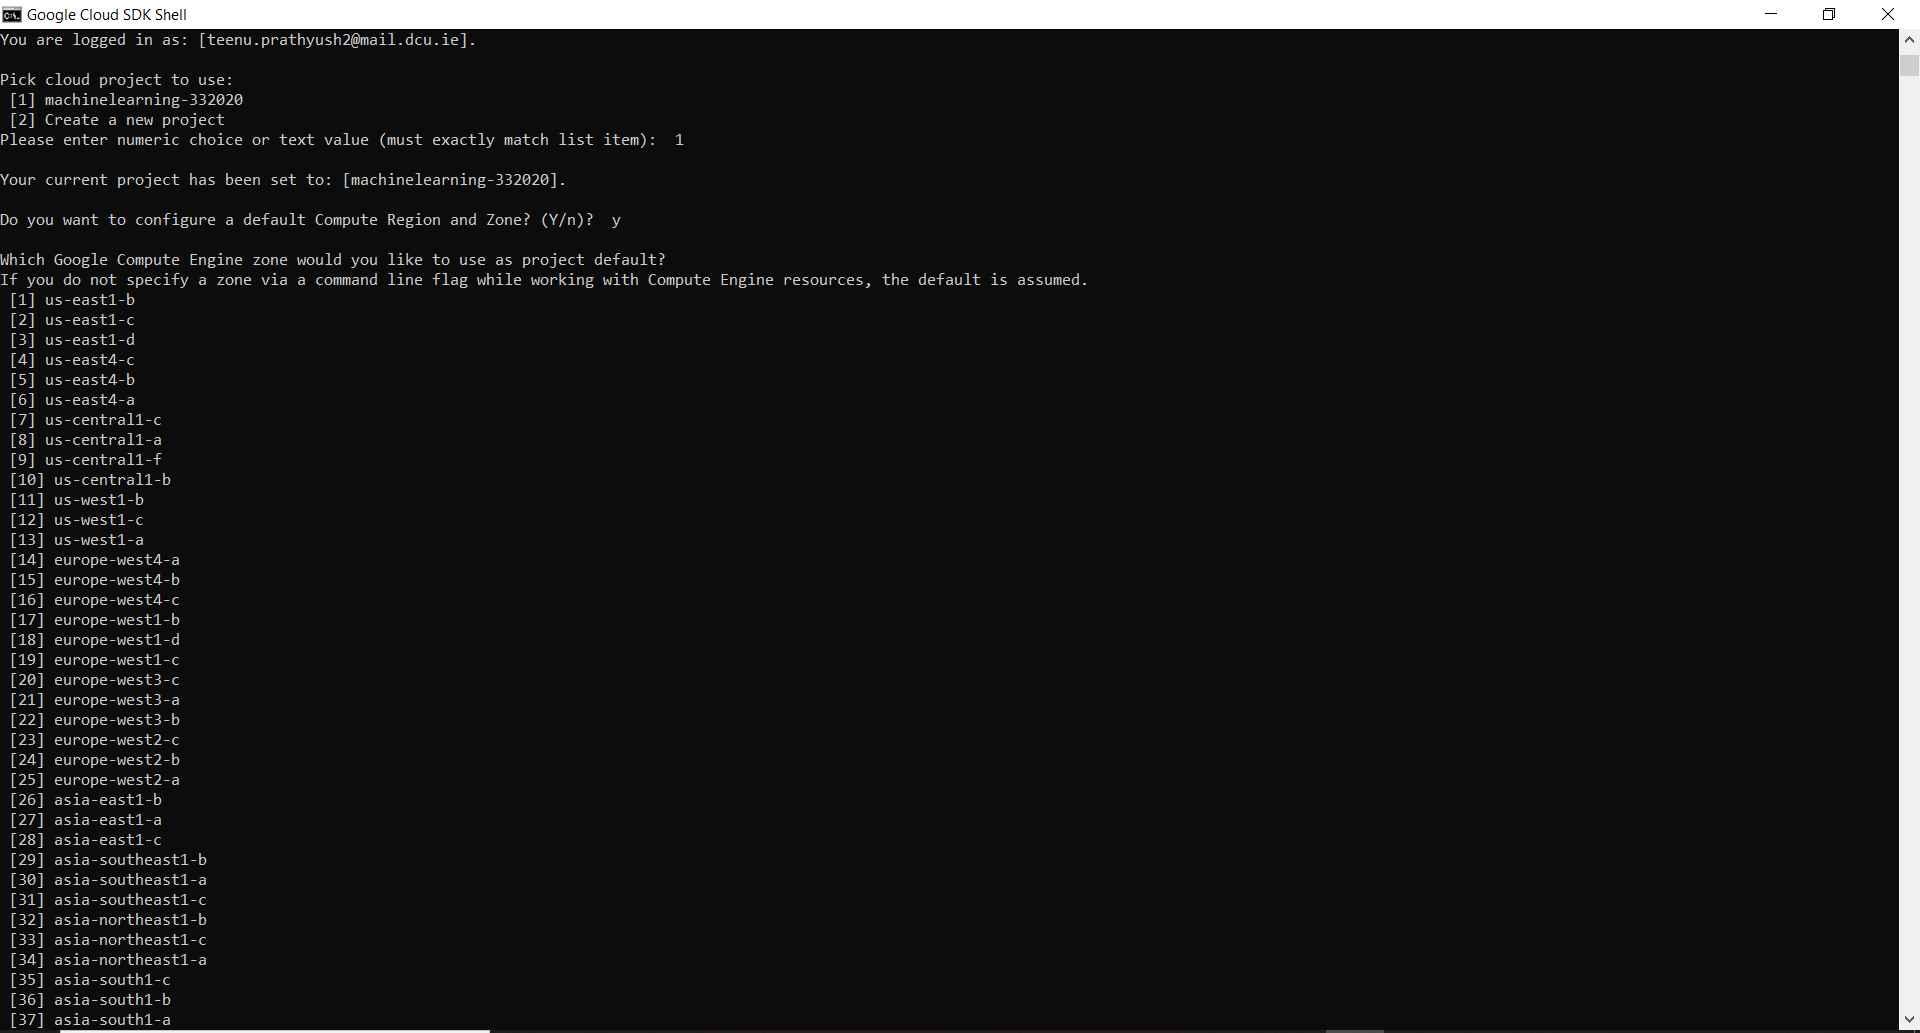 Google Cloud SDK Shell
You are logged in as: [teenu.prathyush2@mail.dcu.ie].
Pick cloud project to use:
[1] machinelearning-332020
[2] Create a new project
Please enter numeric choice or text value (must exactly match list item):  1
Your current project has been set to: [machinelearning-332020].
Do you want to configure a default Compute Region and Zone? (Y/n)?  y
Which Google Compute Engine zone would you like to use as project default?
If you do not specify a zone via a command line flag while working with Compute Engine resources, the default is assumed.
[1] us-east1-b
[2] us-east1-c
[3] us-east1-d
[4] us-east4-c
[5] us-east4-b
[6] us-east4-a
[7] us-central1-c
[8] us-central1-a
[9] us-central1-f
[10] us-central1-b
[11] us-west1-b
[12] us-west1-c
[13] us-west1-a
[14] europe-west4-a
[15] europe-west4-b
[16] europe-west4-c
[17] europe-west1-b
[18] europe-west1-d
[19] europe-west1-c
[20] europe-west3-c
[21] europe-west3-a
[22] europe-west3-b
[23] europe-west2-c
[24] europe-west2-b
[25] europe-west2-a
[26] asia-east1-b
[27] asia-east1-a
[28] asia-east1-c
[29] asia-southeast1-b
[30] asia-southeast1-a
[31] asia-southeast1-c
[32] asia-northeast1-b
[33] asia-northeast1-c
[34] asia-northeast1-a
[35] asia-south1-c
[36] asia-south1-b
[37] asia-south1-a